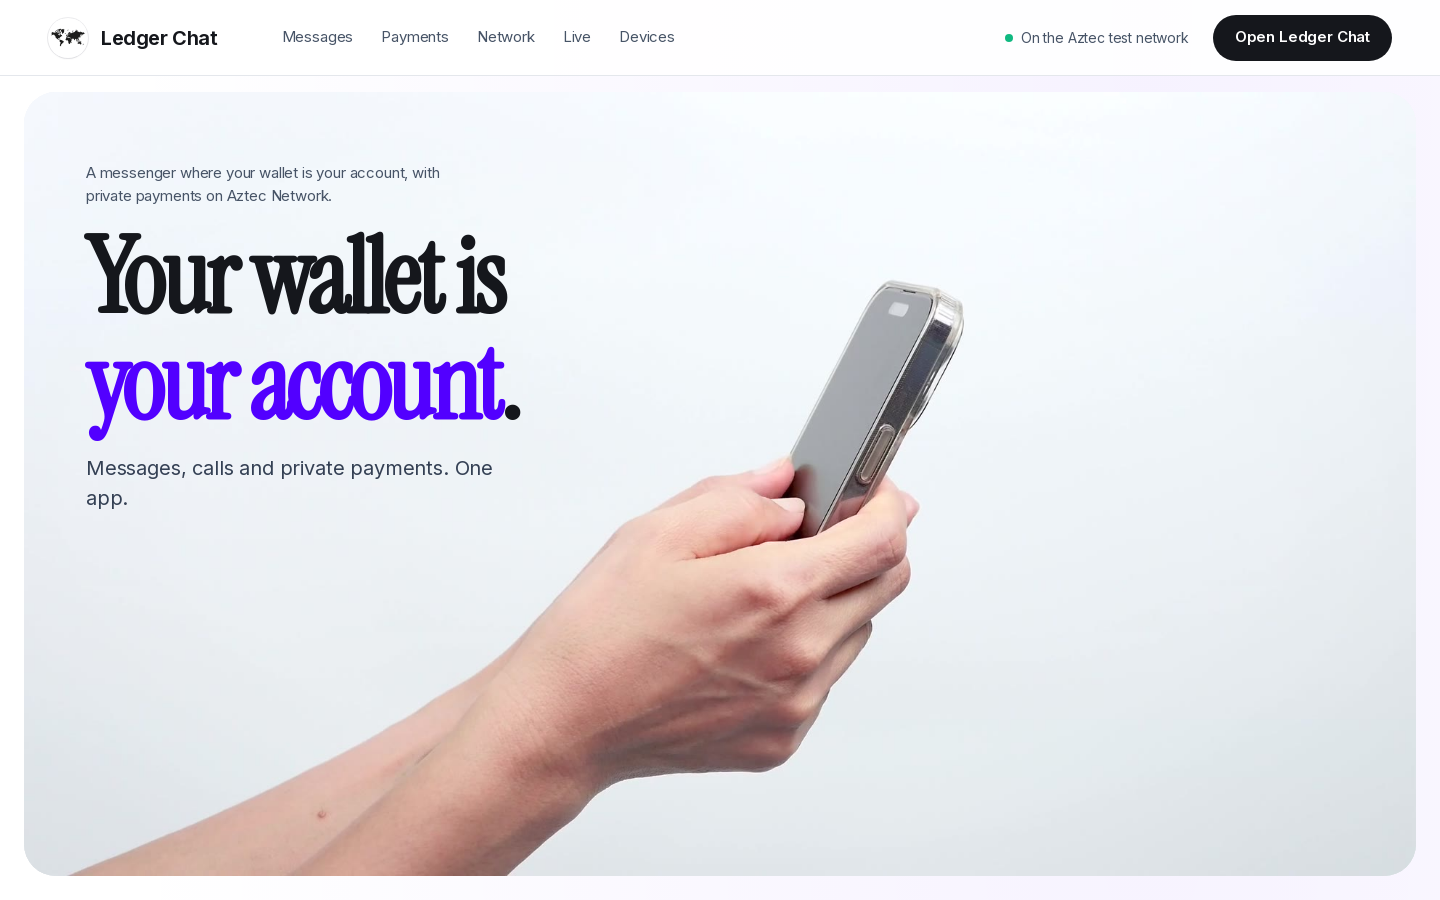 Ledger Chat
Messages
Payments
Network
Live
Devices
On the Aztec test network
Open Ledger Chat
A messenger where your wallet is your account, with
private payments on Aztec Network.
Your wallet is
your account.
Messages, calls and private payments. One
app.